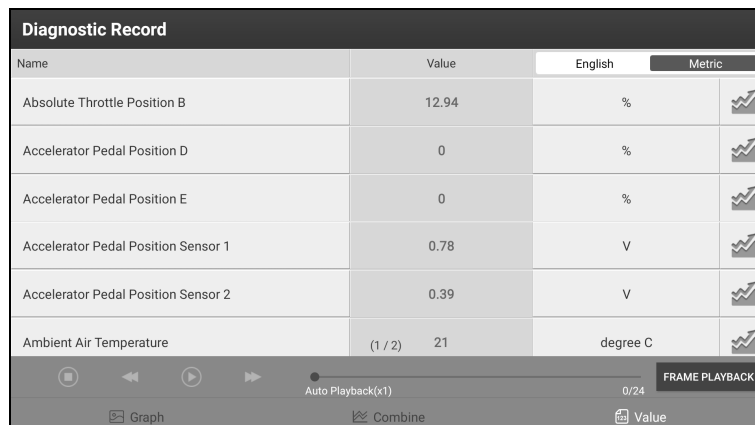 Diagnostic Record
Name Value English Metric
Absolute Throttle Position B 12.94 %
Accelerator Pedal Position D 0 %
Accelerator Pedal Position E 0 %
Accelerator Pedal Position Sensor 1 0.78 V
Accelerator Pedal Position Sensor 2 0.39 V
Ambient Air Temperature (1 / 2) 21 degree C
Auto Playback(x1) 0/24 FRAME PLAYBACK
Graph Combine 123 Value